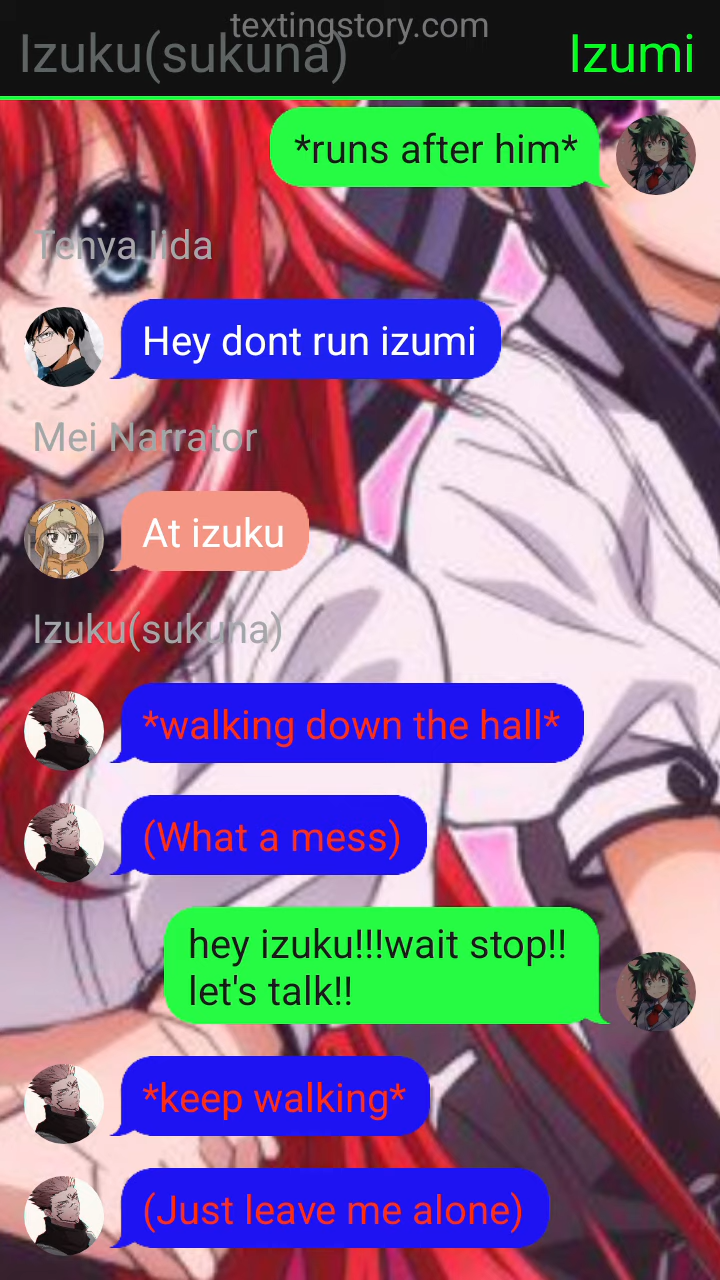 textingstory.com
Izuku(sukuna)
Izumi
*runs after him*
Tenya Iida
Hey dont run izumi
Mei Narrator
At izuku
Izuku(sukuna)
*walking down the hall*
(What a mess)
hey izuku!!!wait stop!!
let's talk!!
*keep walking*
(Just leave me alone)